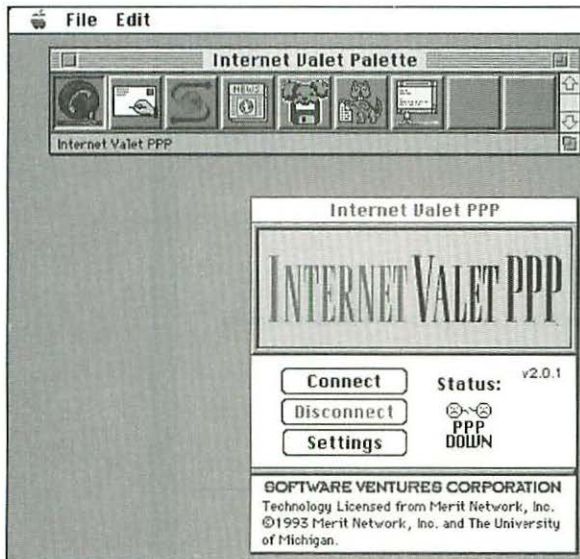 File Edit
Internet Valet Palette
NEWS
Internet Valet PPP
Internet Valet PPP
INTERNET VALET PPP
Connect
Disconnect
Settings
Status:
v2.0.1
PPP
DOWN
SOFTWARE VENTURES CORPORATION
Technology Licensed from Merit Network, Inc.
©1993 Merit Network, Inc. and The University
of Michigan.